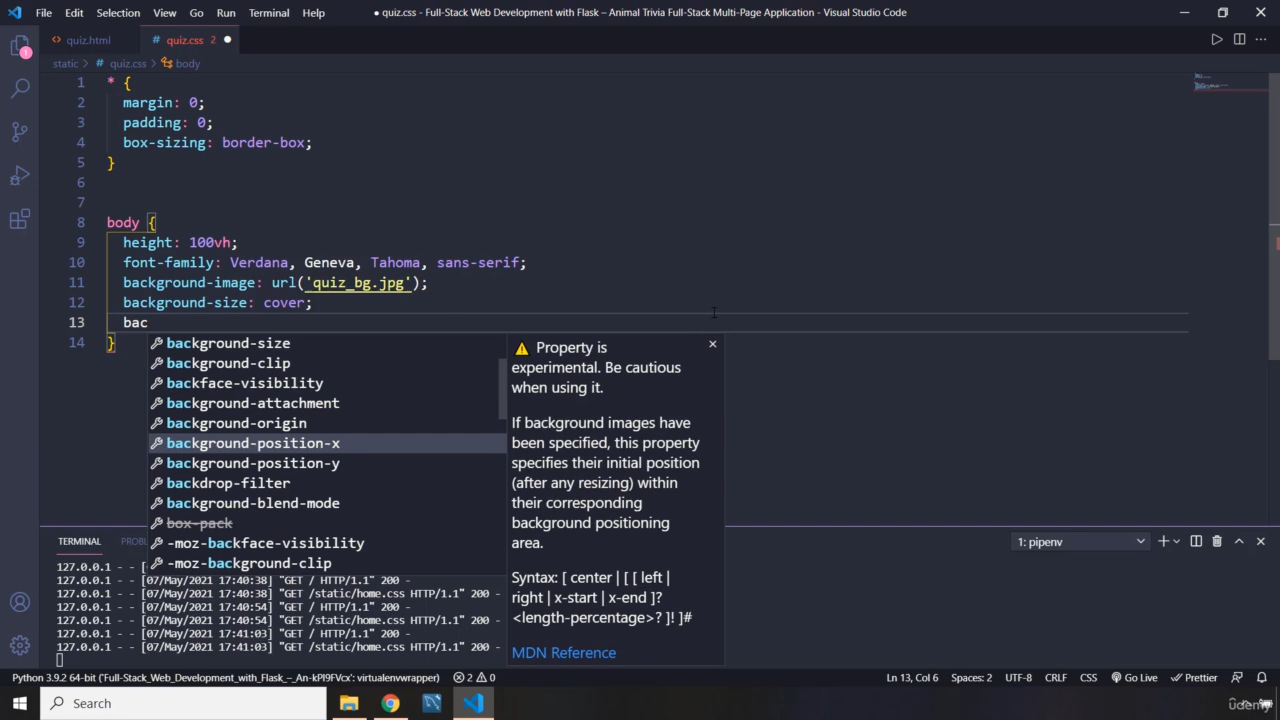 File Edit Selection View Go Run Terminal Help ● quiz.css - Full-Stack Web Development with Flask – Animal Trivia Full-Stack Multi-Page Application - Visual Studio Code
<> quiz.html # quiz.css 2 ●
static > # quiz.css > body
1 * {
2 margin: 0;
3 padding: 0;
4 box-sizing: border-box;
5 }
6
7
8 body {
9 height: 100vh;
10 font-family: Verdana, Geneva, Tahoma, sans-serif;
11 background-image: url('quiz_bg.jpg');
12 background-size: cover;
13 bac
14 }
background-size
background-clip
backface-visibility
background-attachment
background-origin
background-position-x
background-position-y
backdrop-filter
background-blend-mode
box-pack
-moz-backface-visibility
-moz-background-clip
Property is
experimental. Be cautious
when using it.
If background images have
been specified, this property
specifies their initial position
(after any resizing) within
their corresponding
background positioning
area.
Syntax: [ center | [ [ left |
right | x-start | x-end ]?
<length-percentage>? ]! ]#
MDN Reference
TERMINAL PROBL 1: pipenv
127.0.0.1 - - [
127.0.0.1 - - [07/May/2021 17:40:38] "GET / HTTP/1.1" 200 -
127.0.0.1 - - [07/May/2021 17:40:38] "GET /static/home.css HTTP/1.1" 200 -
127.0.0.1 - - [07/May/2021 17:40:54] "GET / HTTP/1.1" 200 -
127.0.0.1 - - [07/May/2021 17:40:54] "GET /static/home.css HTTP/1.1" 200 -
127.0.0.1 - - [07/May/2021 17:41:03] "GET / HTTP/1.1" 200 -
127.0.0.1 - - [07/May/2021 17:41:03] "GET /static/home.css HTTP/1.1" 200 -
Python 3.9.2 64-bit ('Full-Stack_Web_Development_with_Flask_–_An-kPI9FVcx': virtualenvwrapper) 2 0 Ln 13, Col 6 Spaces: 2 UTF-8 CRLF CSS Go Live Prettier
Search
udemy